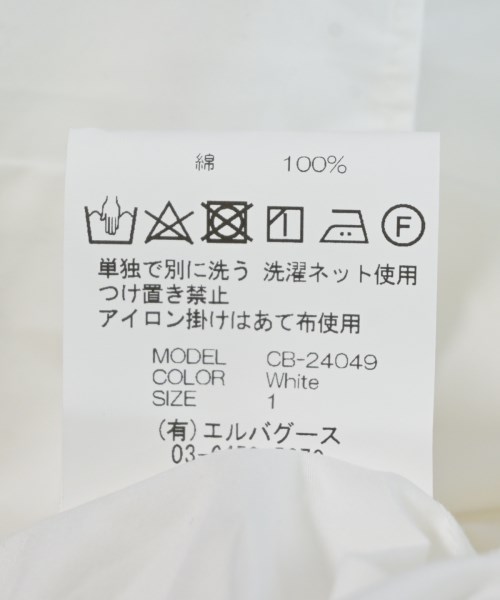 綿 100%
F
単独で別に洗う 洗濯ネット使用
つけ置き禁止
アイロン掛けはあて布使用
MODEL CB-24049
COLOR White
SIZE 1
(有)エルバグース